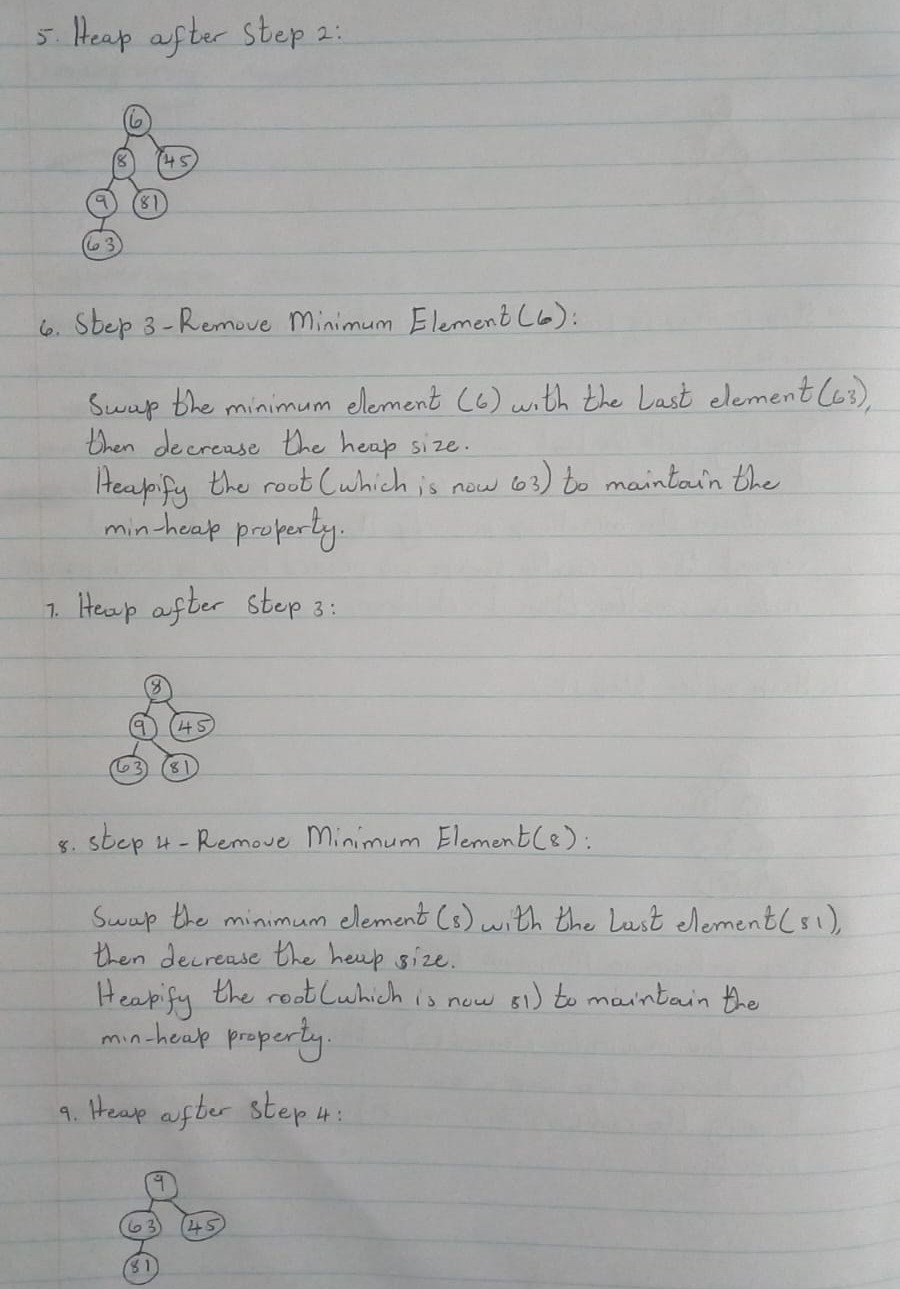 5. Heap after Step 2:
6
8 45
9 81
63
6. Step 3-Remove Minimum Element(6):
Swap the minimum element (6) with the Last element(63),
then decrease the heap size.
Heapify the root(which is now 63) to maintain the
min-heap property.
7. Heap after Step 3:
8
9 45
63 81
8. Step 4-Remove Minimum Element(8):
Swap the minimum element(8) with the Last element(81),
then decrease the heap size.
Heapify the root(which is now 81) to maintain the
min-heap property.
9. Heap after Step 4:
9
63 45
81